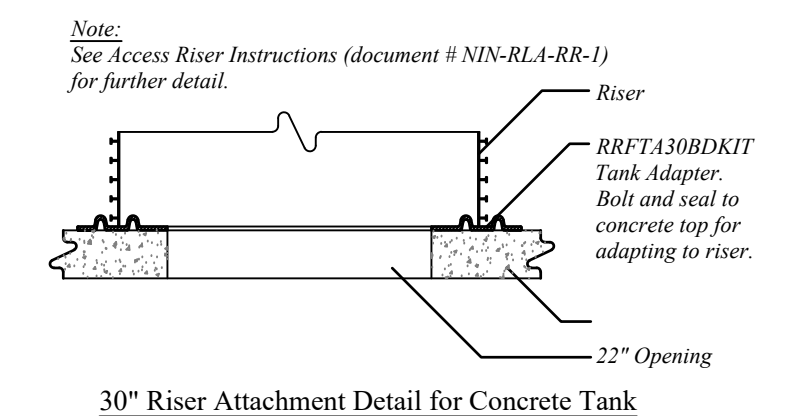 Note:
See Access Riser Instructions (document # NIN-RLA-RR-1)
for further detail.
Riser
RRFTA30BDKIT
Tank Adapter.
Bolt and seal to
concrete top for
adapting to riser.
22" Opening
30" Riser Attachment Detail for Concrete Tank